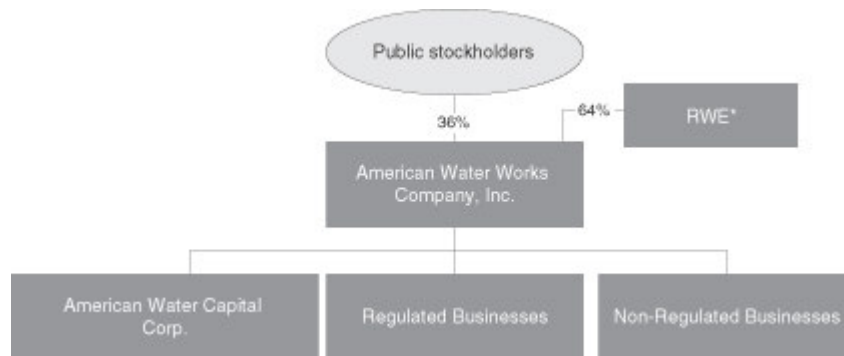 Public stockholders
36%
64%
RWE*
American Water Works
Company, Inc.
American Water Capital
Corp.
Regulated Businesses
Non-Regulated Businesses